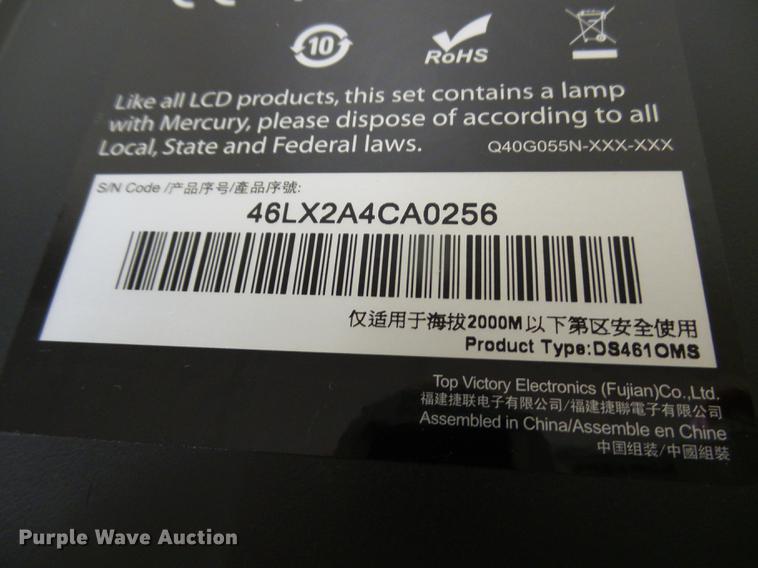 10
RoHS
Like all LCD products, this set contains a lamp
with Mercury, please dispose of according to all
Local, State and Federal laws.
Q40G055N-XXX-XXX
S/N Code /产品序号/產品序號:
46LX2A4CA0256
仅适用于海拔2000M以下第区安全使用
Product Type:DS461OMS
Top Victory Electronics (Fujian)Co.,Ltd.
福建捷联电子有限公司/福建捷聯電子有限公司
Assembled in China/Assemble en Chine
中国组装/中國組裝
Purple Wave Auction